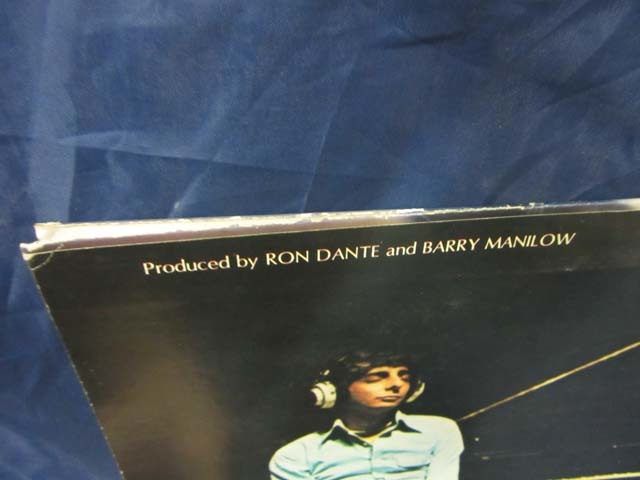 Produced by RON DANTE and BARRY MANILOW